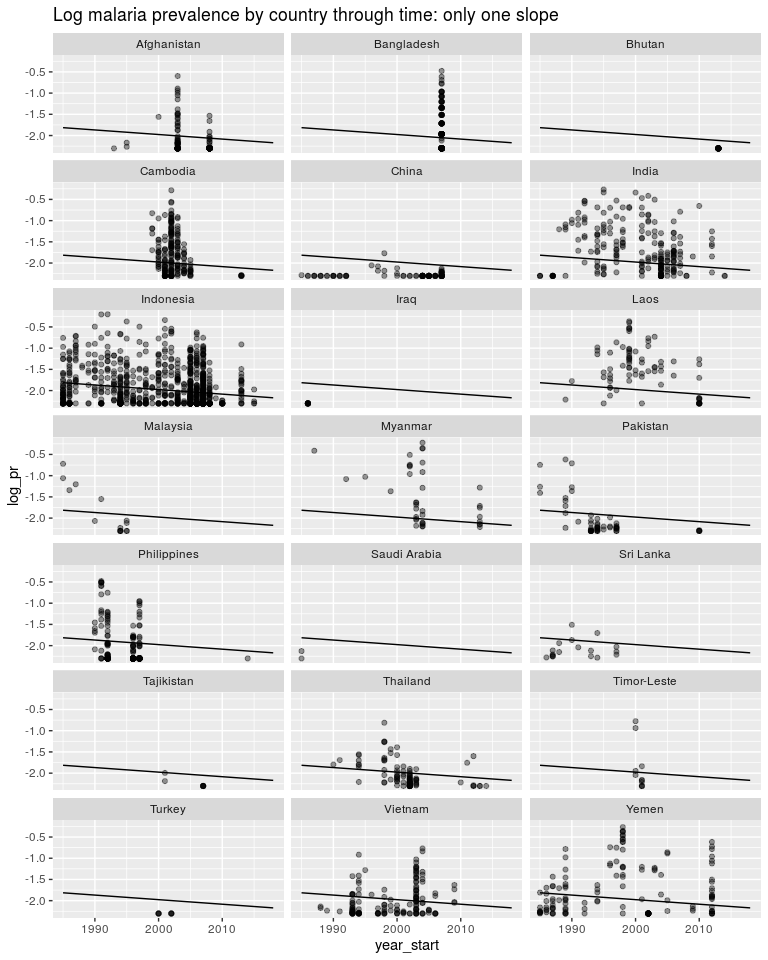 Log malaria prevalence by country through time: only one slope
Afghanistan Bangladesh Bhutan
-0.5
-1.0
-1.5
-2.0
Cambodia China India
-0.5
-1.0
-1.5
-2.0
Indonesia Iraq Laos
-0.5
-1.0
-1.5
-2.0
Malaysia Myanmar Pakistan
-0.5
-1.0
-1.5
-2.0
log_pr
Philippines Saudi Arabia Sri Lanka
-0.5
-1.0
-1.5
-2.0
Tajikistan Thailand Timor-Leste
-0.5
-1.0
-1.5
-2.0
Turkey Vietnam Yemen
-0.5
-1.0
-1.5
-2.0
1990 2000 2010 1990 2000 2010 1990 2000 2010
year_start